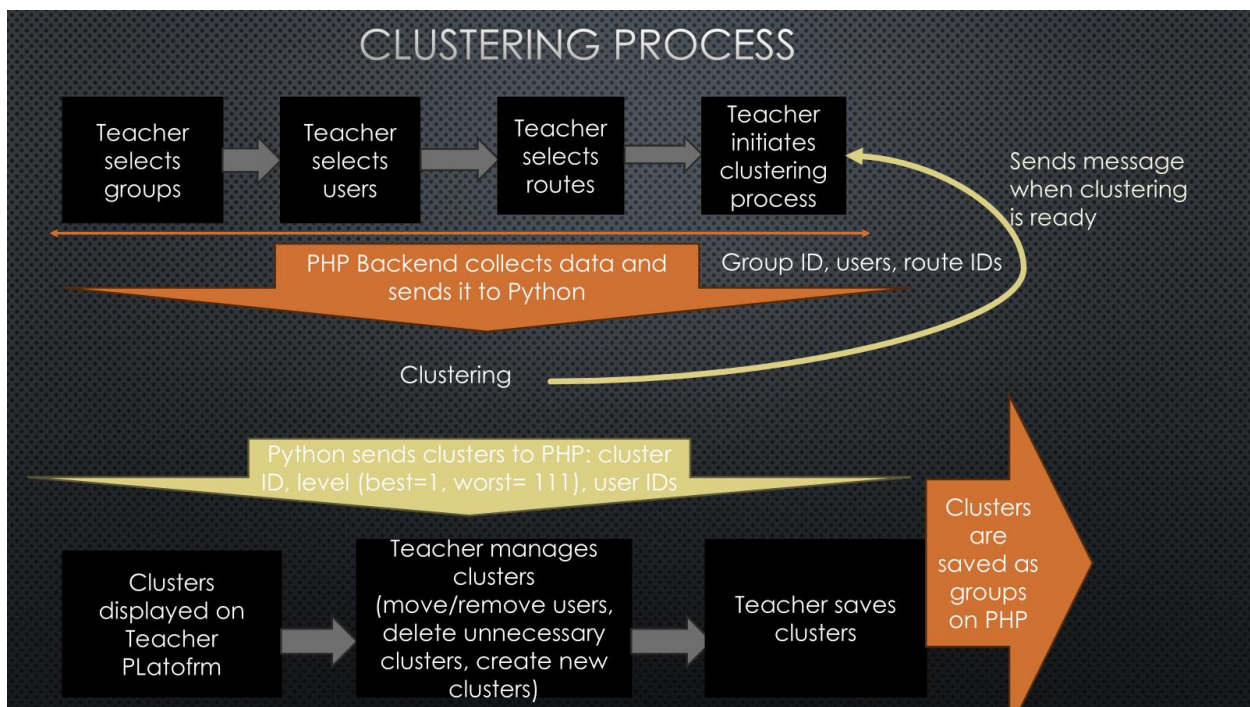 CLUSTERING PROCESS
Teacher
selects
groups
Teacher
selects
users
Teacher
selects
routes
Teacher
initiates
clustering
process
Sends message
when clustering
is ready
PHP Backend collects data and
sends it to Python
Group ID, users, route IDs
Clustering
Python sends clusters to PHP: cluster
ID, level (best=1, worst= 111), user IDs
Clusters
displayed on
Teacher
PLatofrm
Teacher manages
clusters
(move/remove users,
delete unnecessary
clusters, create new
clusters)
Teacher saves
clusters
Clusters
are
saved as
groups
on PHP